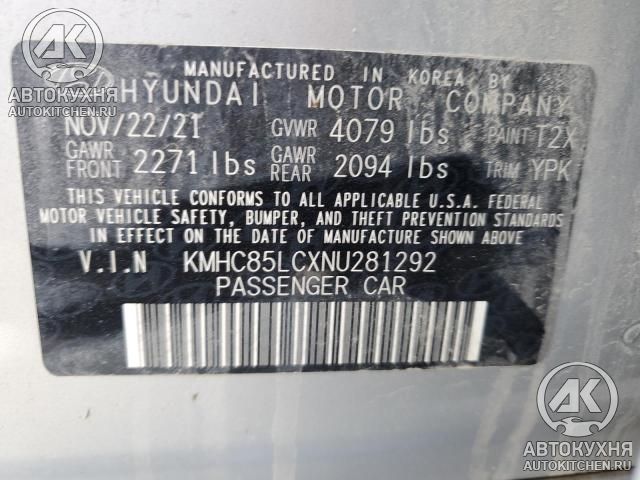 MANUFACTURED IN KOREA BY
HYUNDAI MOTOR COMPANY
NOV/22/21 GVWR 4079 lbs PAINT T2X
GAWR FRONT 2271 lbs GAWR REAR 2094 lbs TRIM YPK
THIS VEHICLE CONFORMS TO ALL APPLICABLE U.S.A. FEDERAL
MOTOR VEHICLE SAFETY, BUMPER, AND THEFT PREVENTION STANDARDS
IN EFFECT ON THE DATE OF MANUFACTURE SHOWN ABOVE.
V.I.N KMHC85LCXNU281292
PASSENGER CAR
АК
АВТОКУХНЯ
AUTOKITCHEN.RU
АК
АВТОКУХНЯ
AUTOKITCHEN.RU